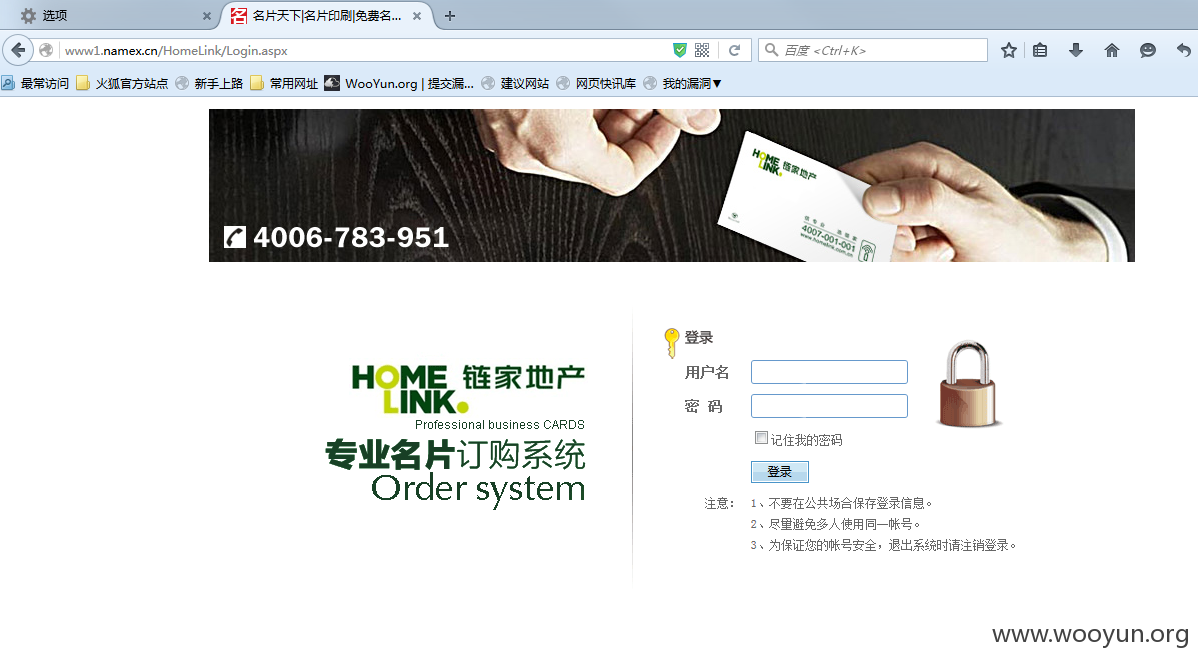 选项
名片天下|名片印刷|免费名...
www1.namex.cn/HomeLink/Login.aspx
百度 <Ctrl+K>
最常访问 火狐官方站点 新手上路 常用网址 WooYun.org | 提交漏... 建议网站 网页快讯库 我的漏洞▼
HOME LINK. 链家地产
4007-001-001
www.homelink.com.cn
4006-783-951
登录
用户名
密 码
记住我的密码
登录
注意：
1、不要在公共场合保存登录信息。
2、尽量避免多人使用同一帐号。
3、为保证您的帐号安全，退出系统时请注销登录。
HOME 链家地产
LINK.
Professional business CARDS
专业名片订购系统
Order system
www.wooyun.org